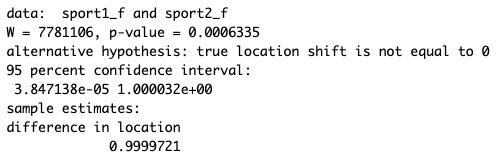 data:  sport1_f and sport2_f
W = 7781106, p-value = 0.0006335
alternative hypothesis: true location shift is not equal to 0
95 percent confidence interval:
 3.847138e-05 1.000032e+00
sample estimates:
difference in location
             0.9999721